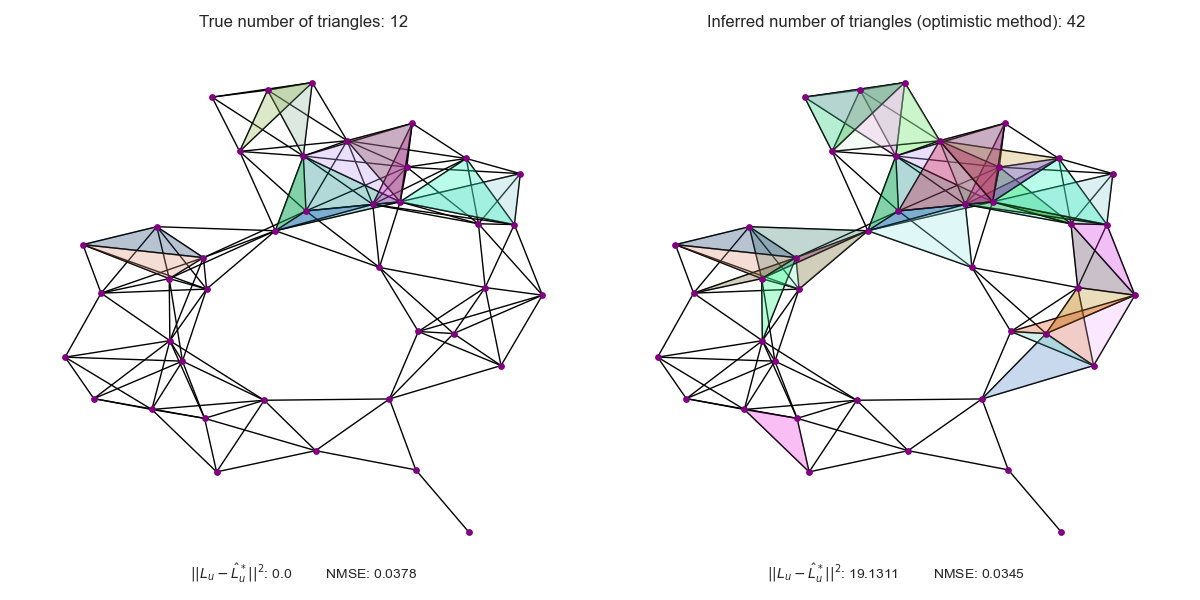 True number of triangles: 12
Inferred number of triangles (optimistic method): 42
$||L_u - \hat{L}_u^*||^2$: 0.0 NMSE: 0.0378
$||L_u - \hat{L}_u^*||^2$: 19.1311 NMSE: 0.0345